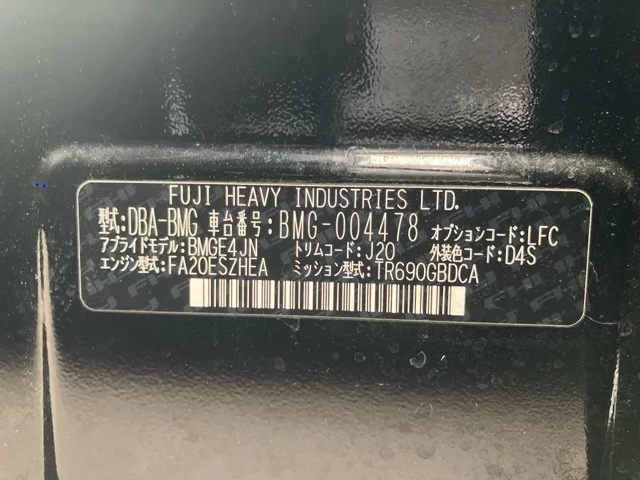 FUJI HEAVY INDUSTRIES LTD.
型式:DBA-BMG 車台番号:BMG-004478 オプションコード:LFC
アプライドモデル:BMGE4JN トリムコード:J20 外装色コード:D4S
エンジン型式:FA20ESZHEA ミッション型式:TR690GBDCA